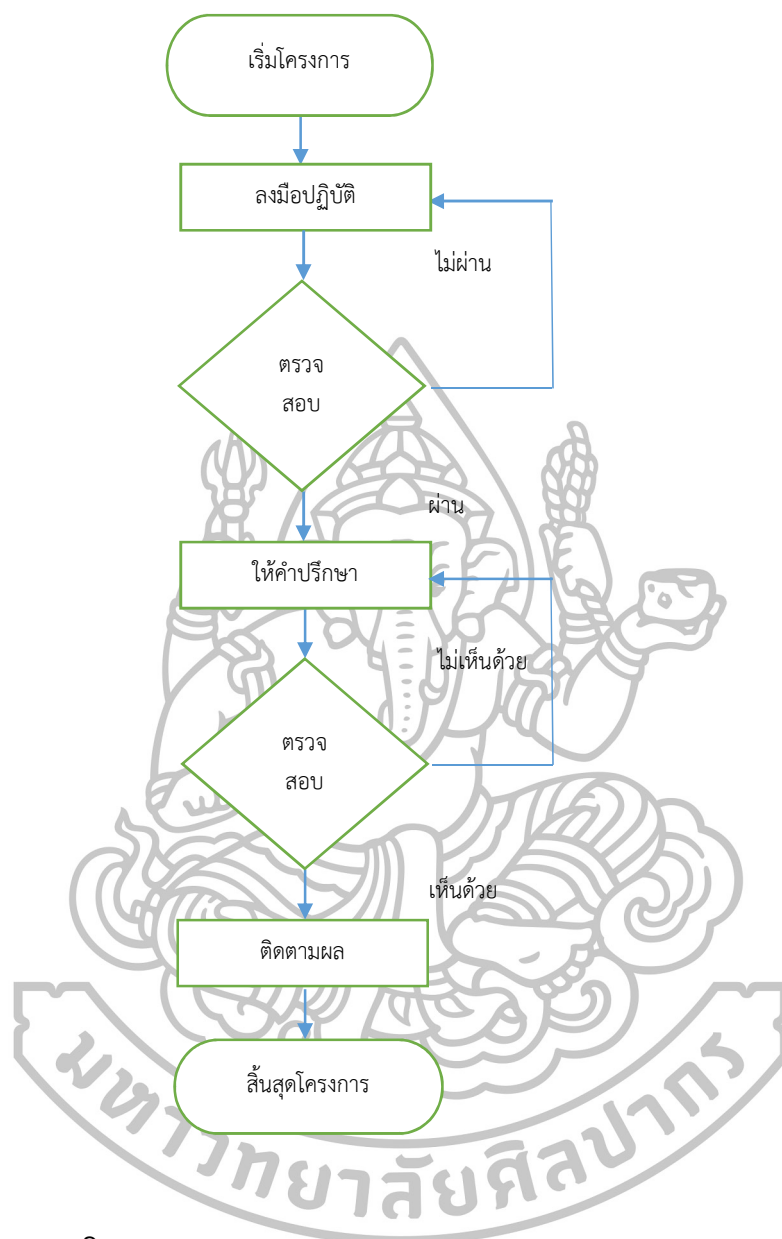 เริ่มโครงการ
ลงมือปฏิบัติ
ไม่ผ่าน
ตรวจ
สอบ
ผ่าน
ให้คำปรึกษา
ไม่เห็นด้วย
ตรวจ
สอบ
เห็นด้วย
ติดตามผล
สิ้นสุดโครงการ
มหาวิทยาลัยศิลปากร